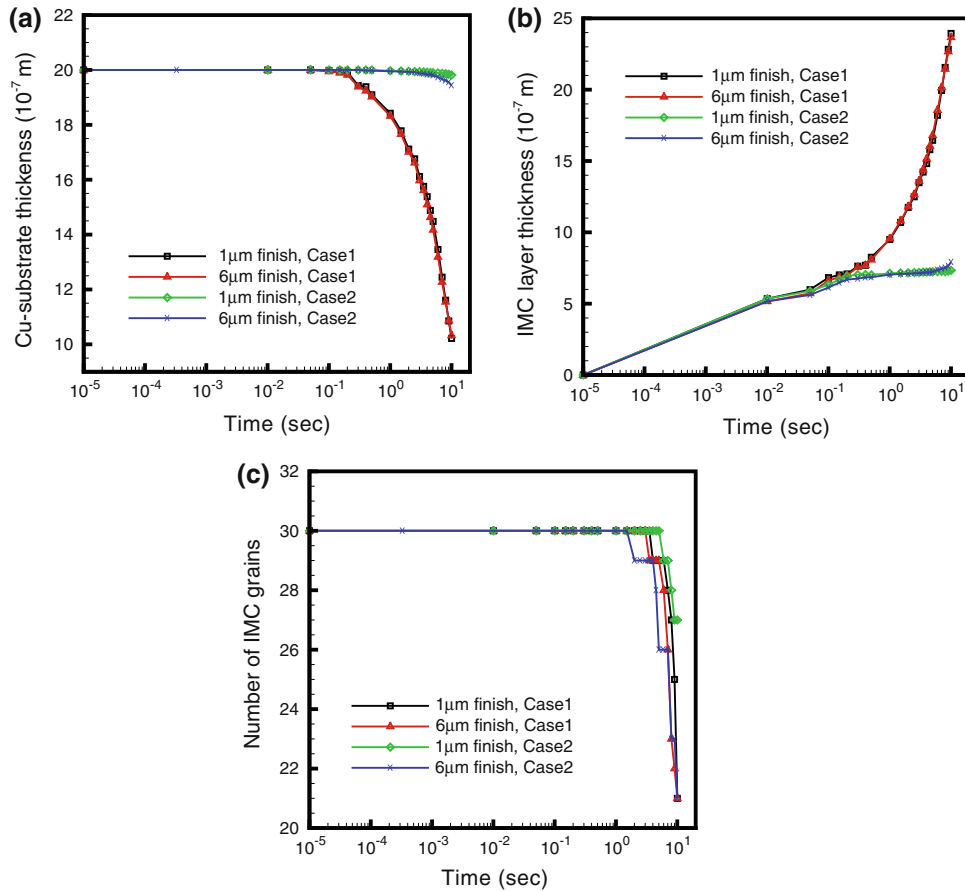 (a)
22
20
18
16
14
12
10
Cu-substrate thickenss (10⁻⁷ m)
1μm finish, Case1
6μm finish, Case1
1μm finish, Case2
6μm finish, Case2
10⁻⁵ 10⁻⁴ 10⁻³ 10⁻² 10⁻¹ 10⁰ 10¹
Time (sec)
(b)
25
20
15
10
5
0
IMC layer thickness (10⁻⁷ m)
1μm finish, Case1
6μm finish, Case1
1μm finish, Case2
6μm finish, Case2
10⁻⁵ 10⁻⁴ 10⁻³ 10⁻² 10⁻¹ 10⁰ 10¹
Time (sec)
(c)
32
30
28
26
24
22
20
Number of IMC grains
1μm finish, Case1
6μm finish, Case1
1μm finish, Case2
6μm finish, Case2
10⁻⁵ 10⁻⁴ 10⁻³ 10⁻² 10⁻¹ 10⁰ 10¹
Time (sec)